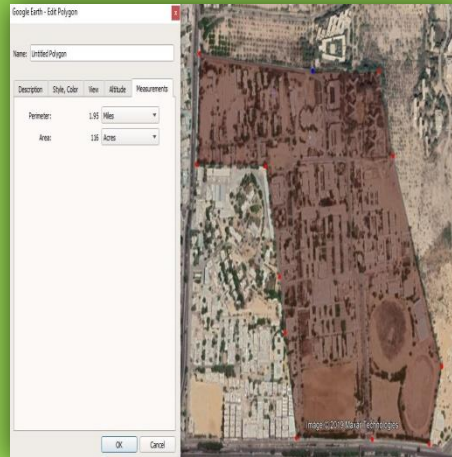 Google Earth - Edit Polygon
x
Name: Untitled Polygon
Description Style, Color View Altitude Measurements
Perimeter: 1.95 Miles
Area: 116 Acres
Image © 2019 Maxar Technologies
OK Cancel